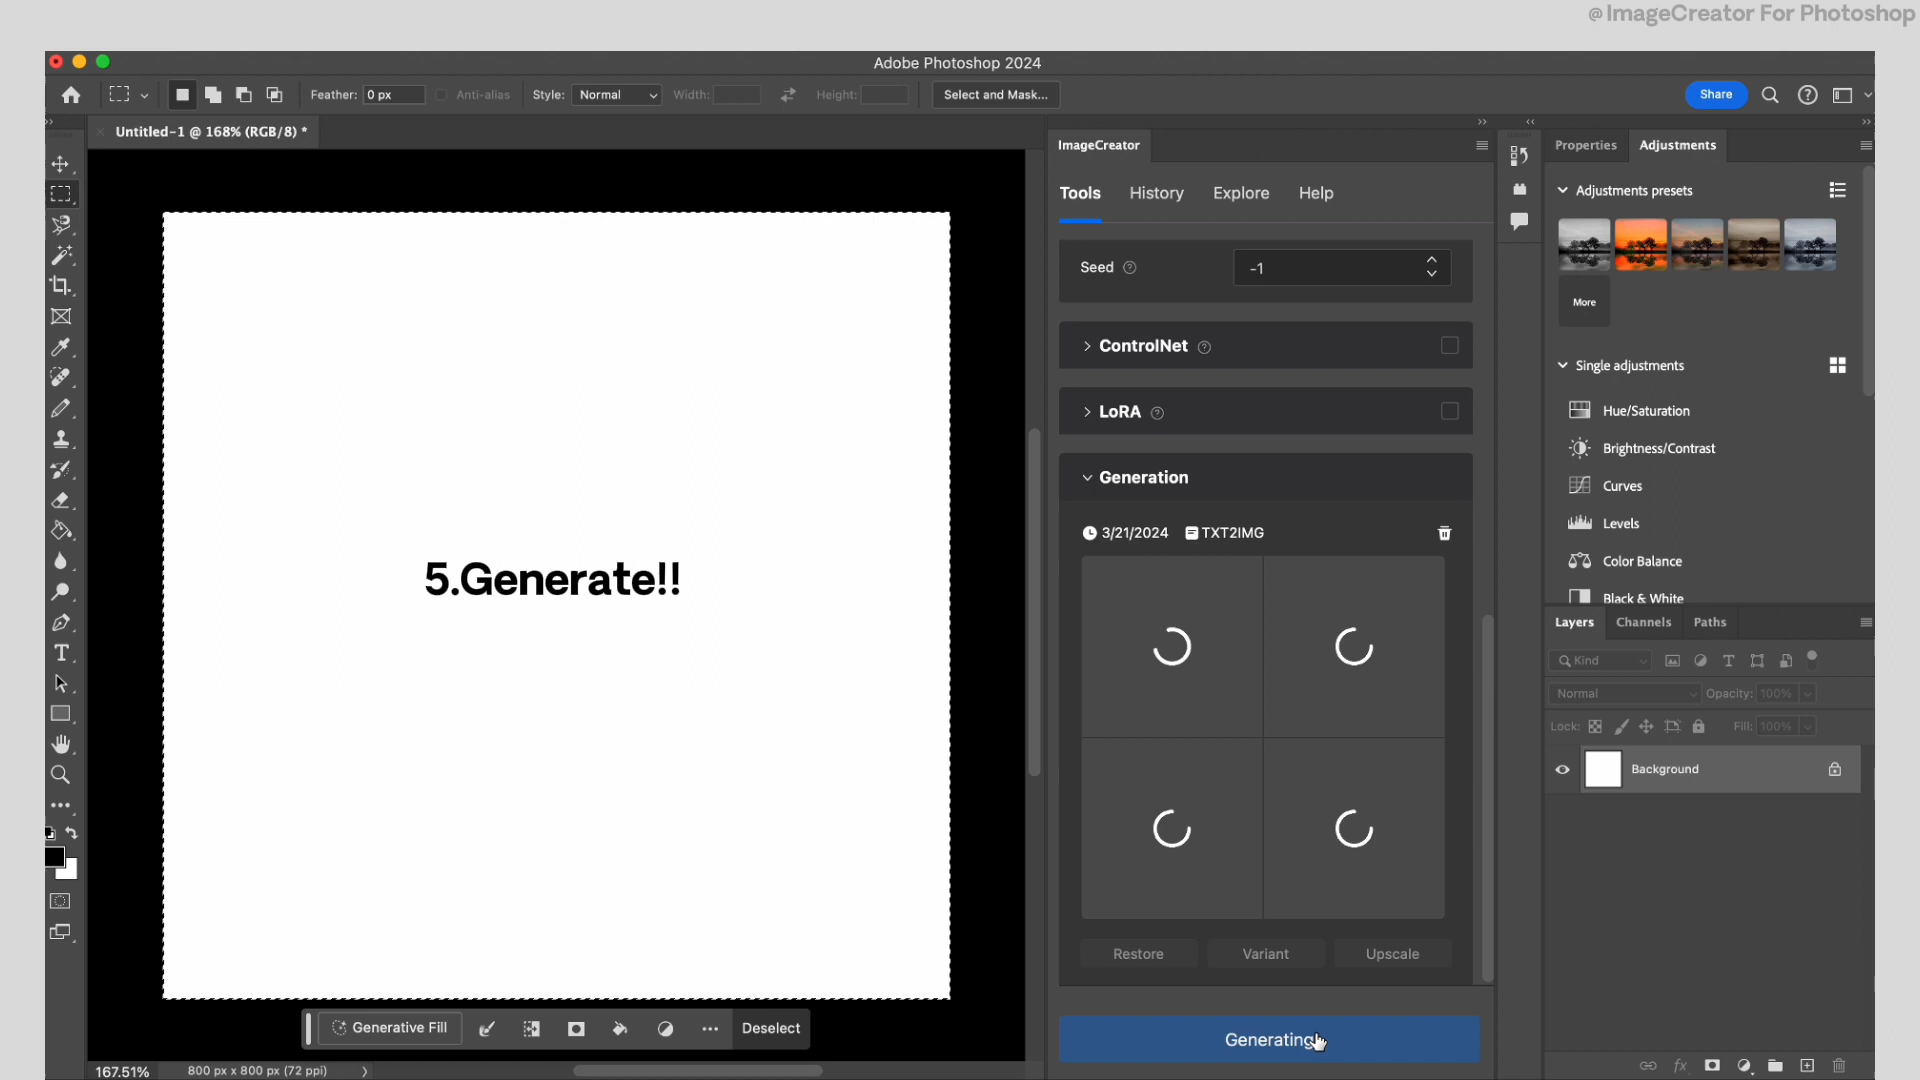 @ImageCreator For Photoshop
Adobe Photoshop 2024
Feather: 0 px Anti-alias Style: Normal Width: Height: Select and Mask... Share
Untitled-1 @ 168% (RGB/8) *
ImageCreator
Properties Adjustments
Tools History Explore Help
Adjustments presets
Seed -1
More
ControlNet
Single adjustments
LoRA
Hue/Saturation
Brightness/Contrast
Generation
Curves
3/21/2024 TXT2IMG
Levels
Color Balance
5.Generate!!
Black & White
Layers Channels Paths
Kind
Normal Opacity: 100%
Lock: Fill: 100%
Background
Restore Variant Upscale
Generative Fill Deselect
Generating
167.51% 800 px x 800 px (72 ppi)
fx